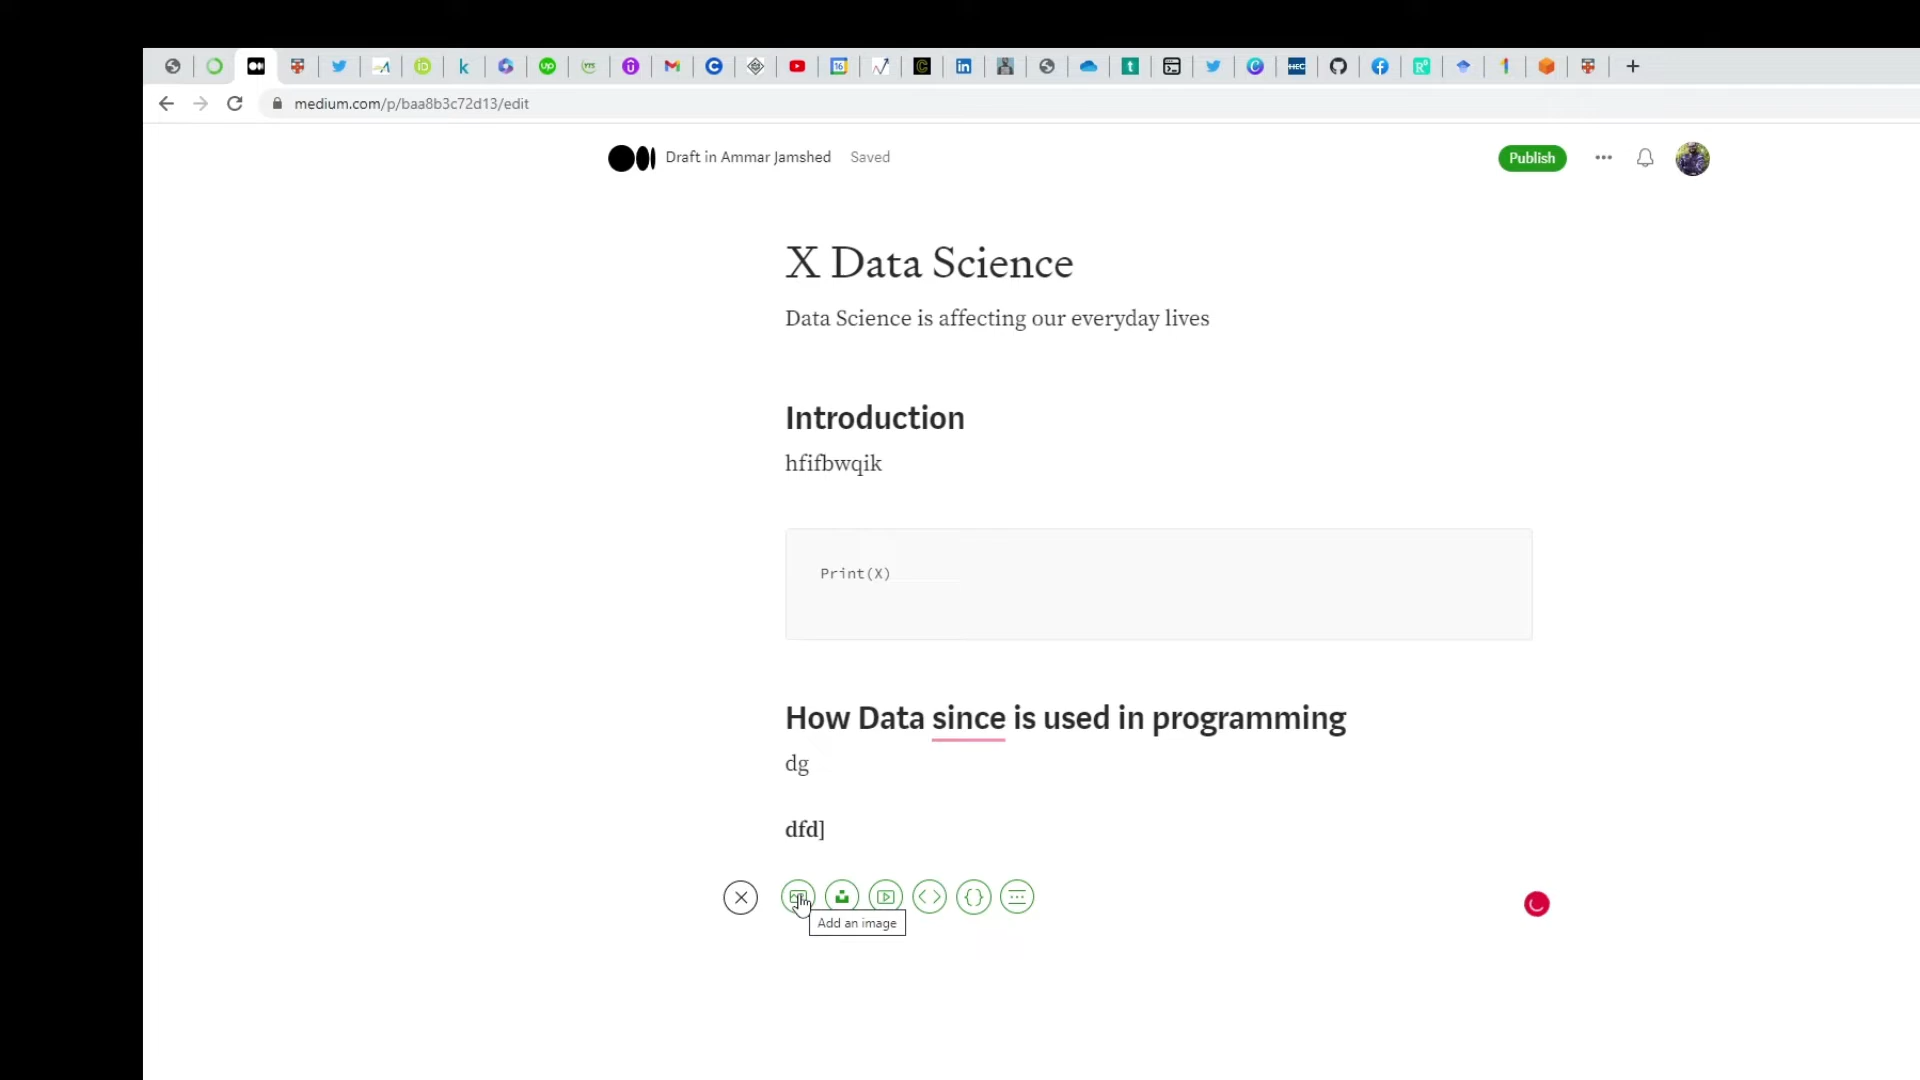 medium.com/p/baa8b3c72d13/edit
Draft in Ammar Jamshed Saved
Publish
X Data Science
Data Science is affecting our everyday lives
Introduction
hfifbwqik
Print(X)
How Data since is used in programming
dg
dfd]
Add an image